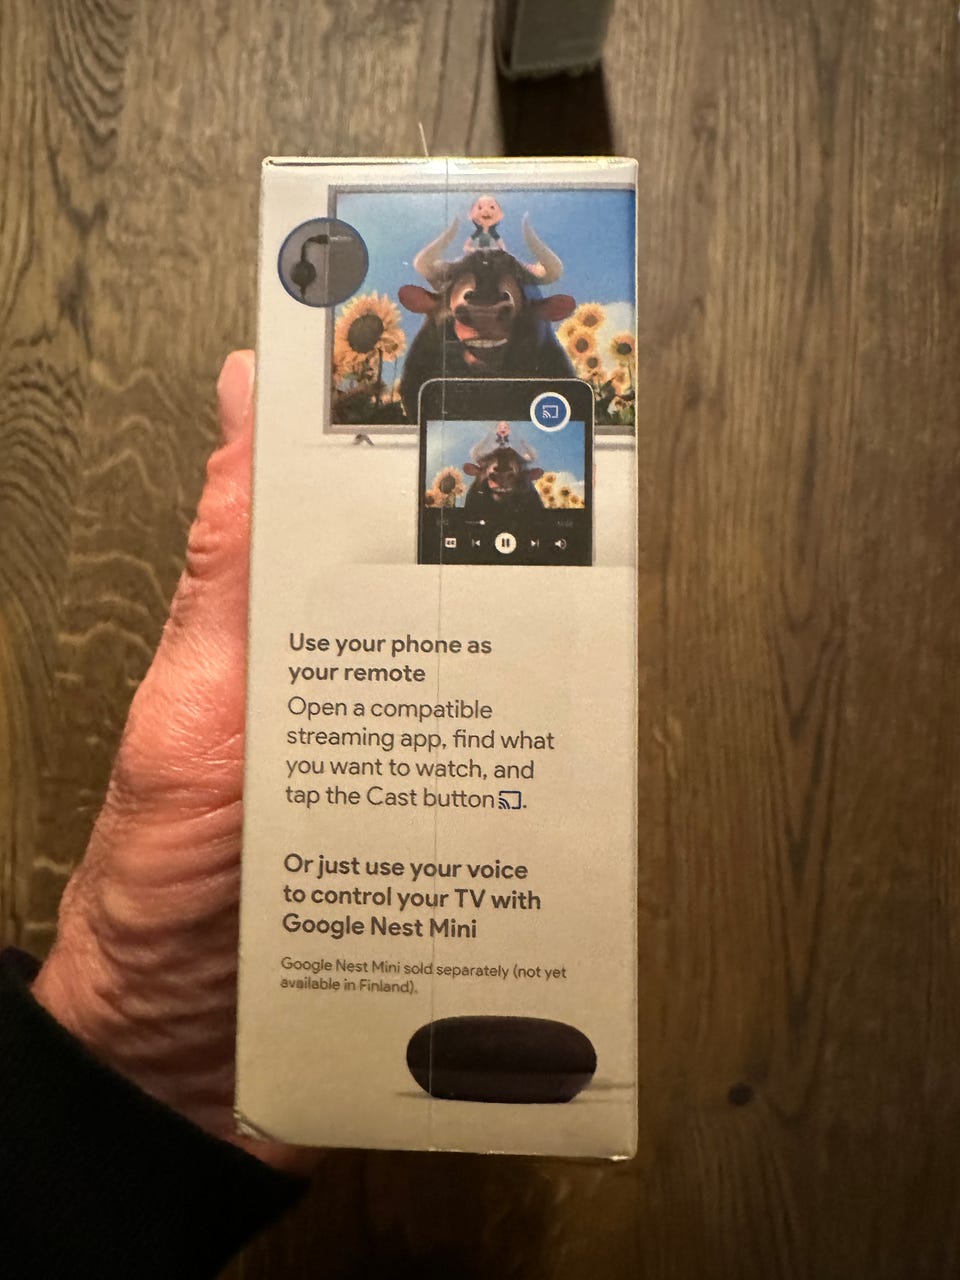 Use your phone as
your remote
Open a compatible
streaming app, find what
you want to watch, and
tap the Cast button.
Or just use your voice
to control your TV with
Google Nest Mini
Google Nest Mini sold separately (not yet
available in Finland).